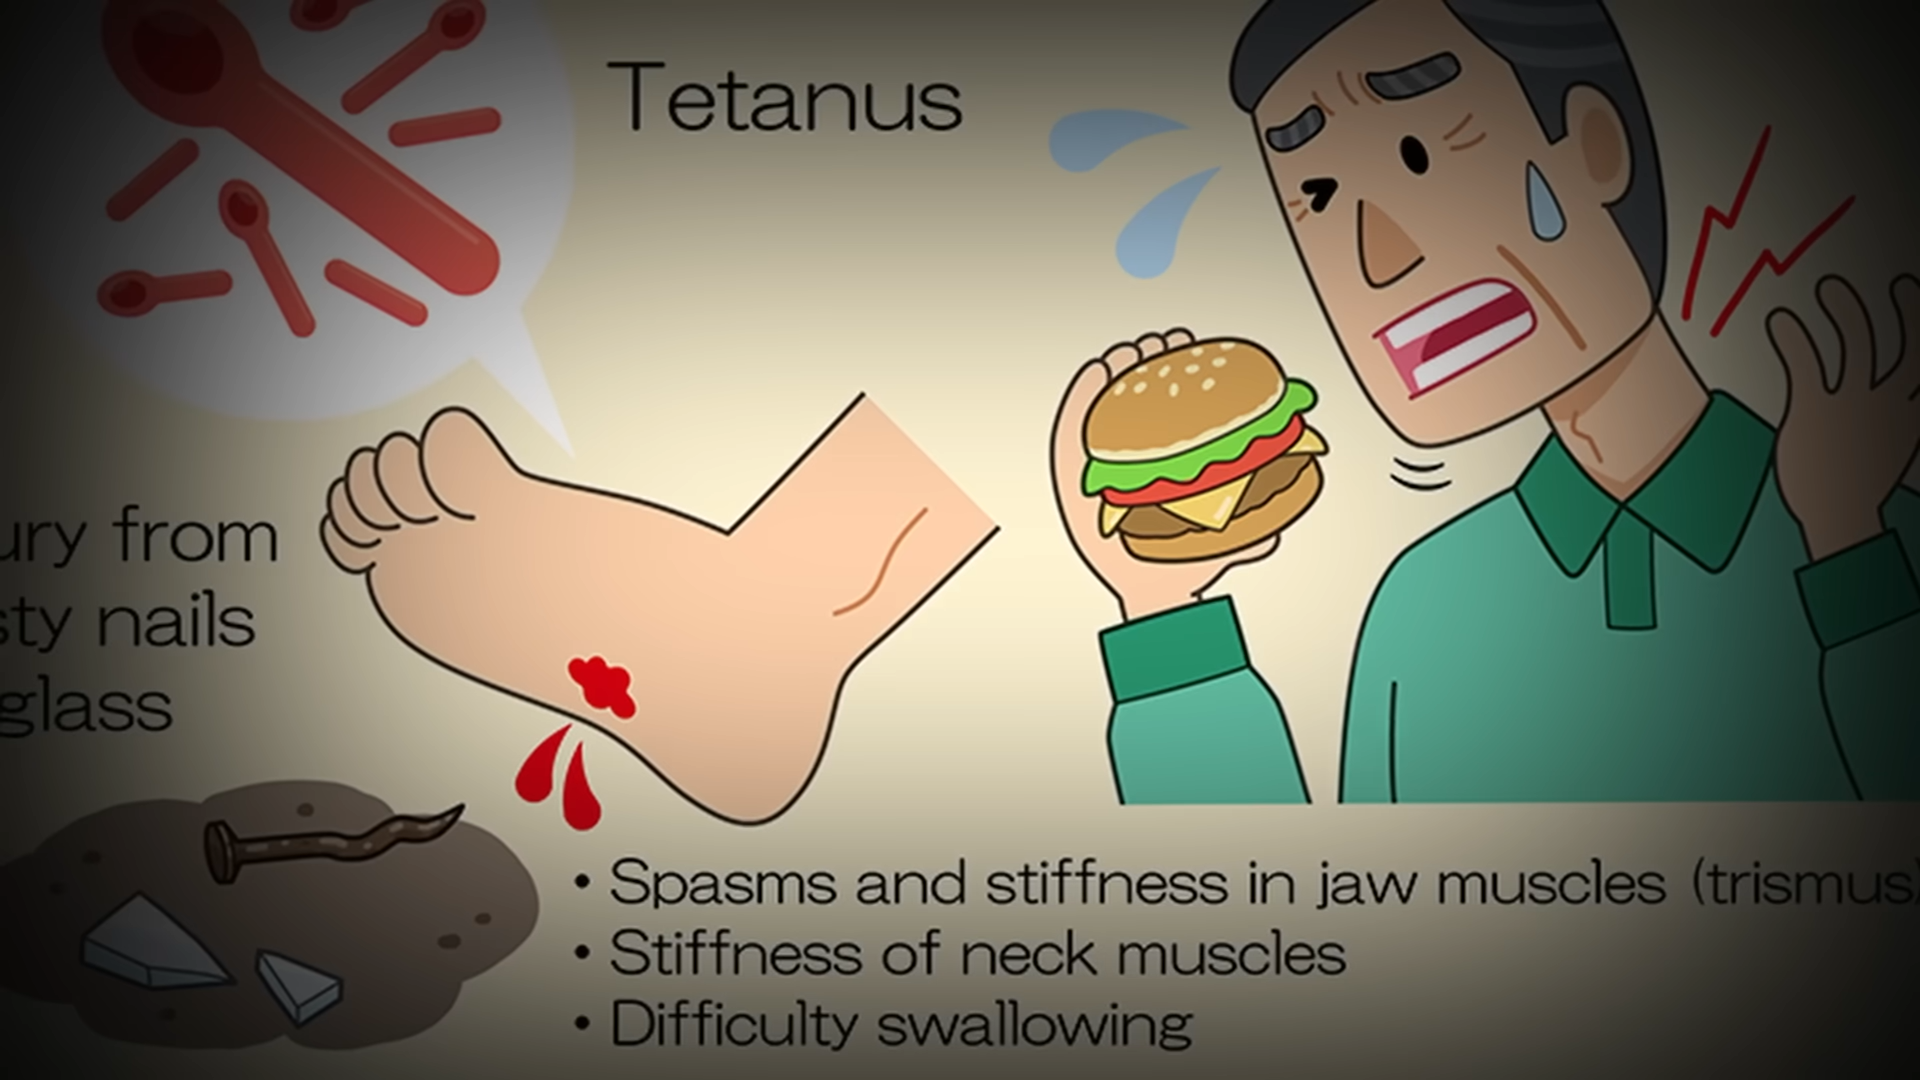 Tetanus
ury from
sty nails
glass
• Spasms and stiffness in jaw muscles (trismus)
• Stiffness of neck muscles
• Difficulty swallowing